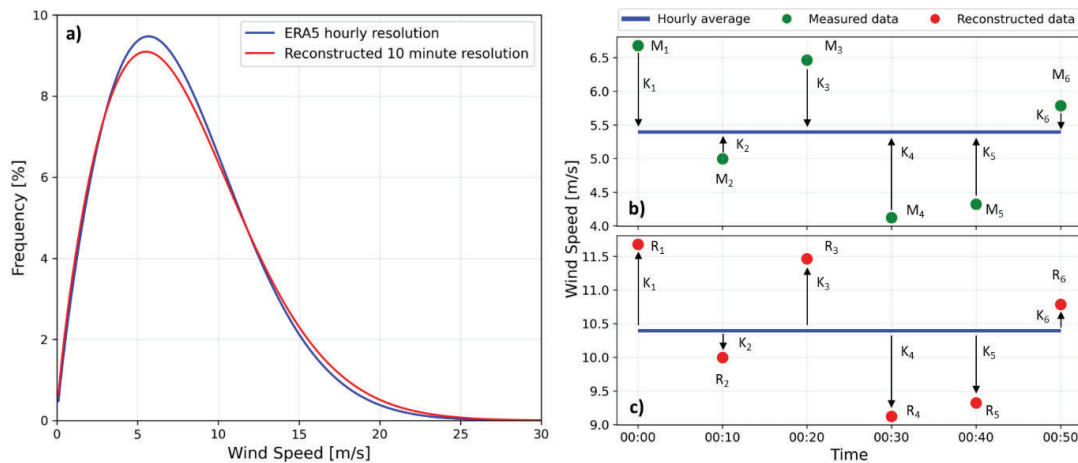 a)
ERA5 hourly resolution
Reconstructed 10 minute resolution
Frequency [%]
10
8
6
4
2
0
0 5 10 15 20 25 30
Wind Speed [m/s]
Hourly average Measured data Reconstructed data
Wind Speed [m/s]
b)
6.5
6.0
5.5
5.0
4.5
4.0
M₁
K₁
K₂
M₂
M₃
K₃
K₄
M₄
K₅
M₅
M₆
K₆
c)
11.5
11.0
10.5
10.0
9.5
9.0
R₁
K₁
K₂
R₂
R₃
K₃
K₄
R₄
K₅
R₅
R₆
K₆
00:00 00:10 00:20 00:30 00:40 00:50
Time